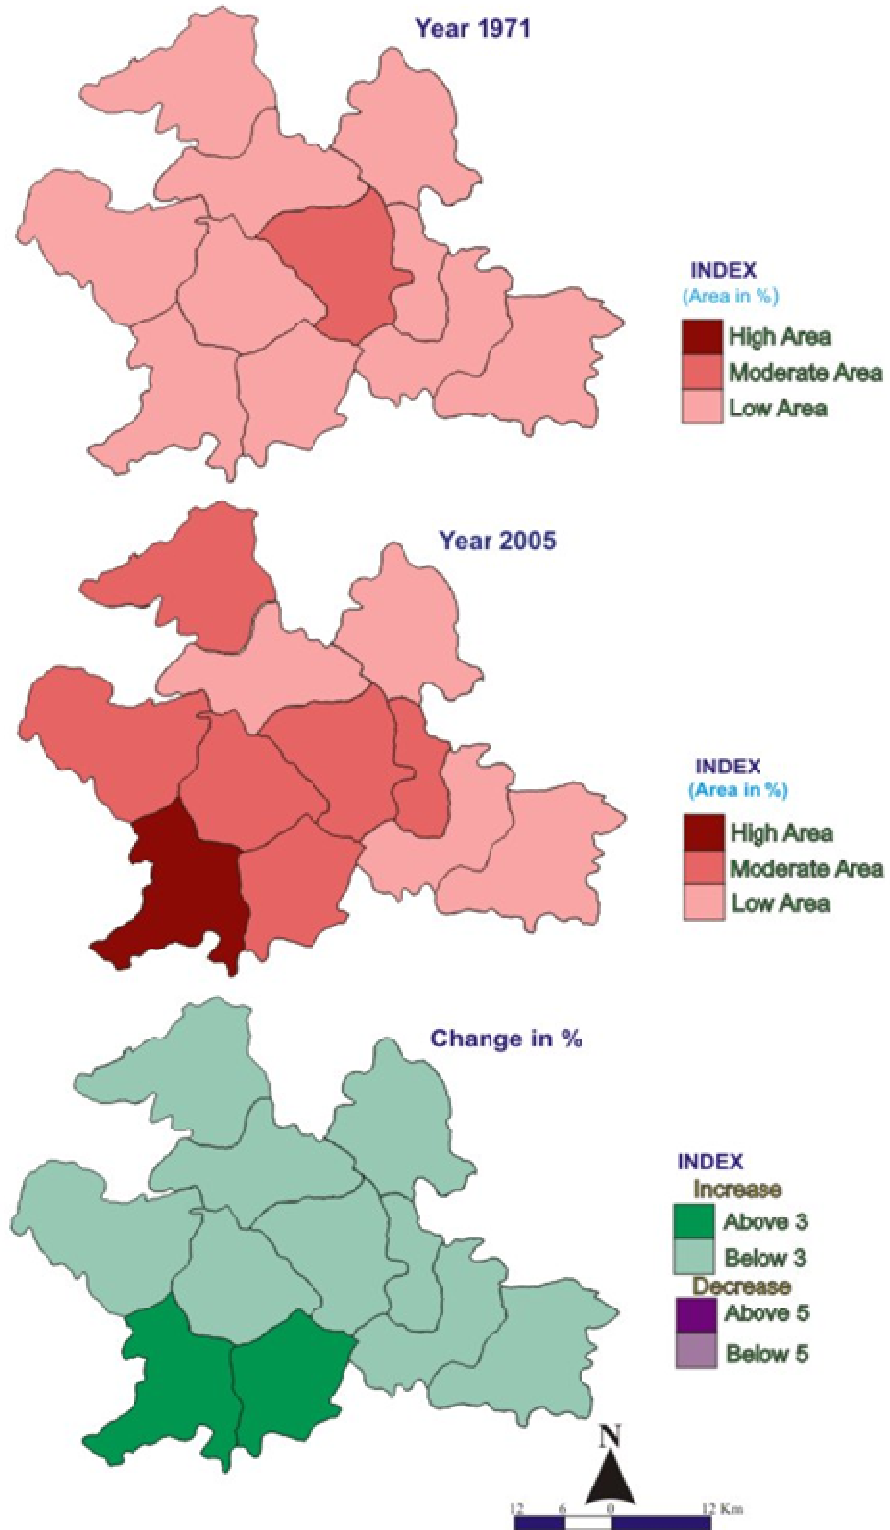 Year 1971
INDEX
(Area in %)
High Area
Moderate Area
Low Area
Year 2005
INDEX
(Area in %)
High Area
Moderate Area
Low Area
Change in %
INDEX
Increase
Above 3
Below 3
Decrease
Above 5
Below 5
N
12 6 0 12 Km